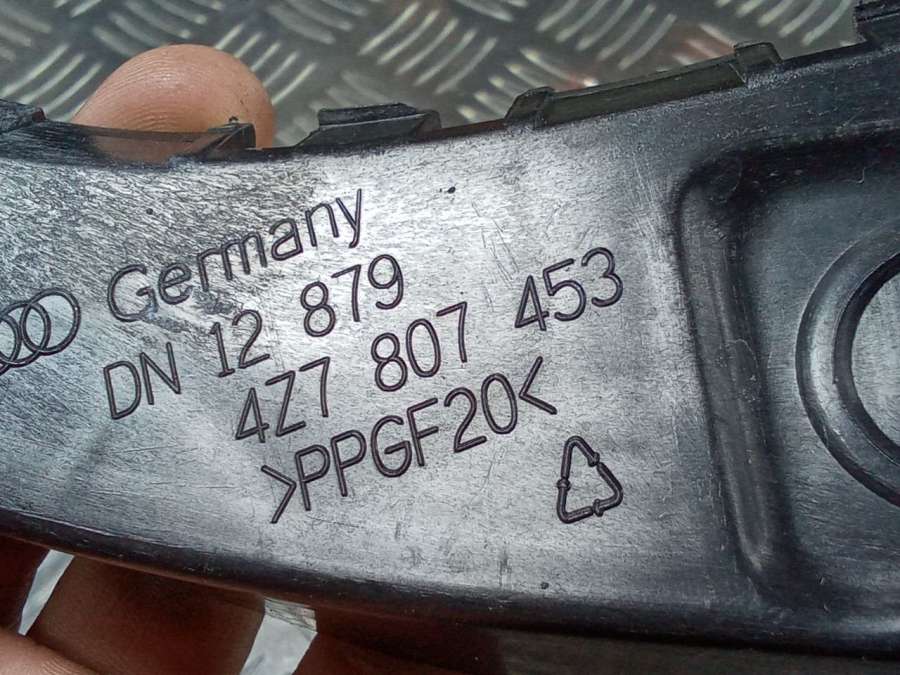 Germany
DN 12 879
4Z7 807 453
>PPGF20<